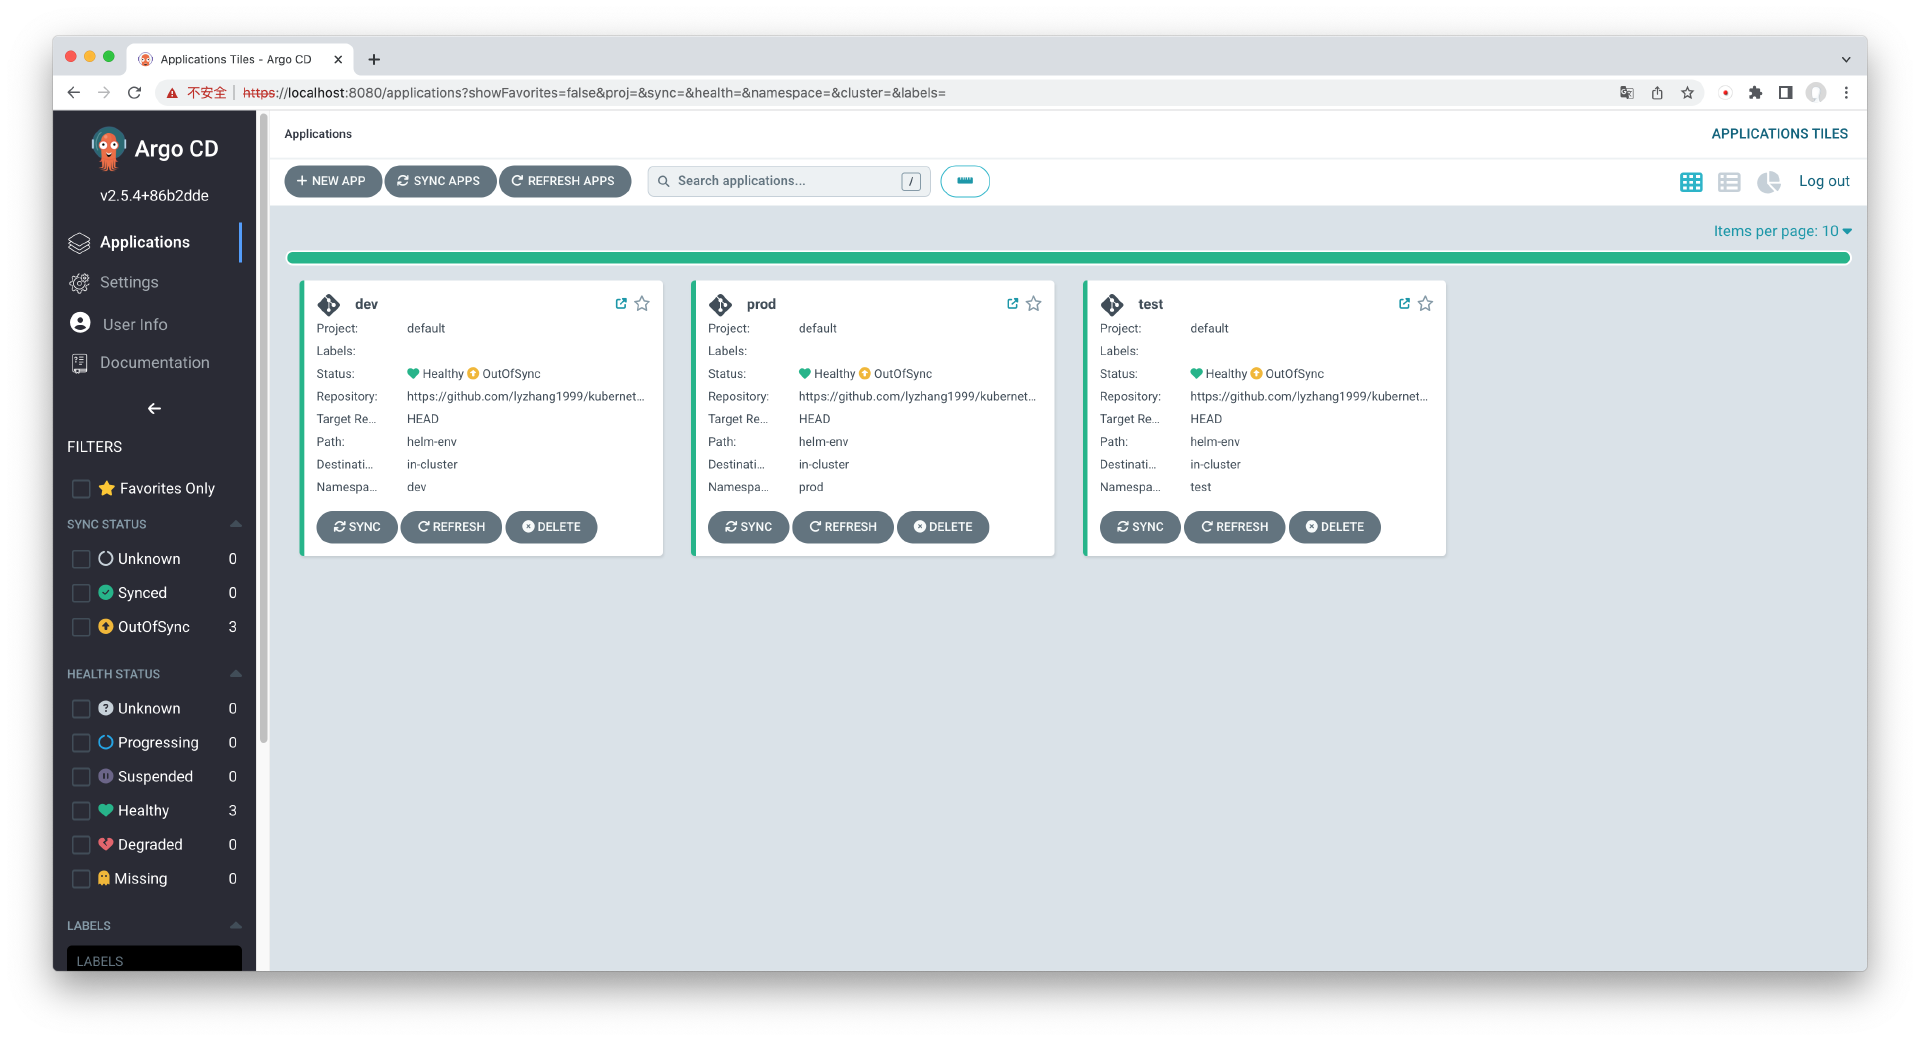 Applications Tiles - Argo CD
不安全
https://localhost:8080/applications?showFavorites=false&proj=&sync=&health=&namespace=&cluster=&labels=
Argo CD
v2.5.4+86b2dde
Applications
Settings
User Info
Documentation
FILTERS
Favorites Only
SYNC STATUS
Unknown 0
Synced 0
OutOfSync 3
HEALTH STATUS
Unknown 0
Progressing 0
Suspended 0
Healthy 3
Degraded 0
Missing 0
LABELS
LABELS
Applications
APPLICATIONS TILES
NEW APP
SYNC APPS
REFRESH APPS
Search applications...
/
Log out
Items per page: 10
dev
Project: default
Labels:
Status: Healthy OutOfSync
Repository: https://github.com/lyzhang1999/kubernet...
Target Re... HEAD
Path: helm-env
Destinati... in-cluster
Namespa... dev
SYNC REFRESH DELETE
prod
Project: default
Labels:
Status: Healthy OutOfSync
Repository: https://github.com/lyzhang1999/kubernet...
Target Re... HEAD
Path: helm-env
Destinati... in-cluster
Namespa... prod
SYNC REFRESH DELETE
test
Project: default
Labels:
Status: Healthy OutOfSync
Repository: https://github.com/lyzhang1999/kubernet...
Target Re... HEAD
Path: helm-env
Destinati... in-cluster
Namespa... test
SYNC REFRESH DELETE